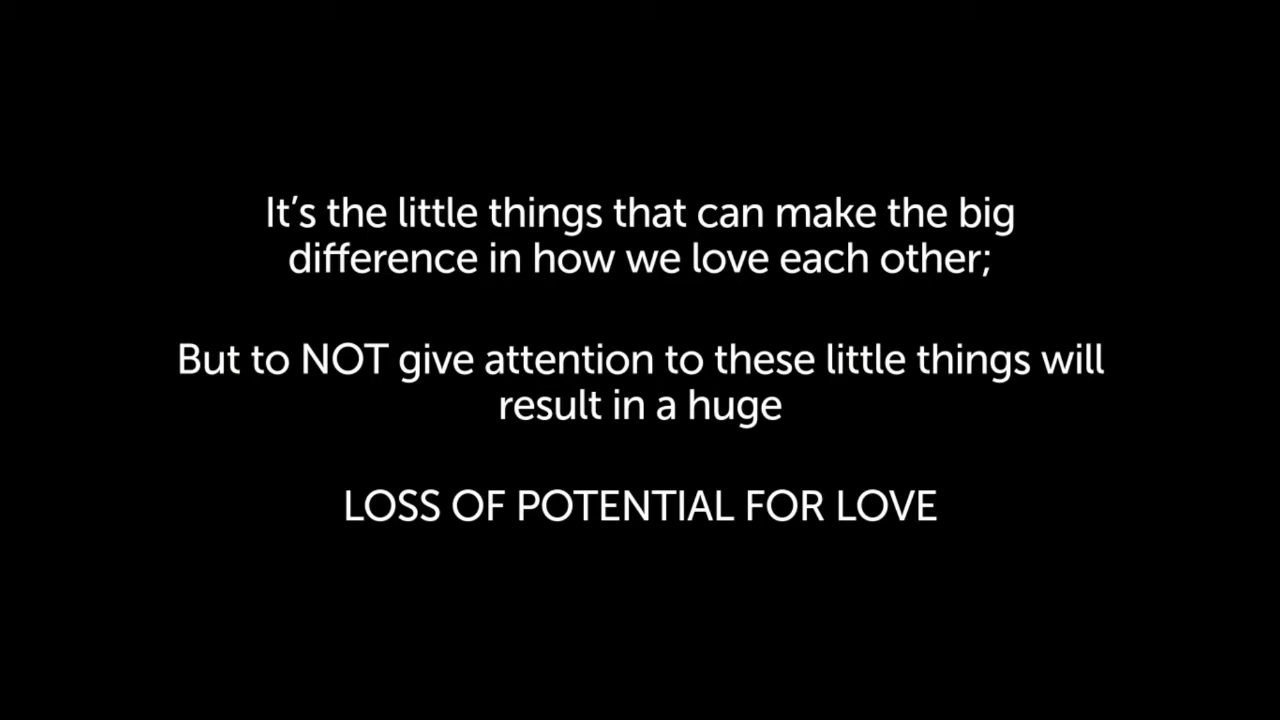 It’s the little things that can make the big
difference in how we love each other;
But to NOT give attention to these little things will
result in a huge
LOSS OF POTENTIAL FOR LOVE